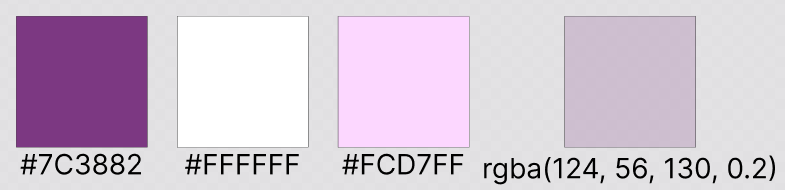 #7C3882
#FFFFFF
#FCD7FF
rgba(124, 56, 130, 0.2)